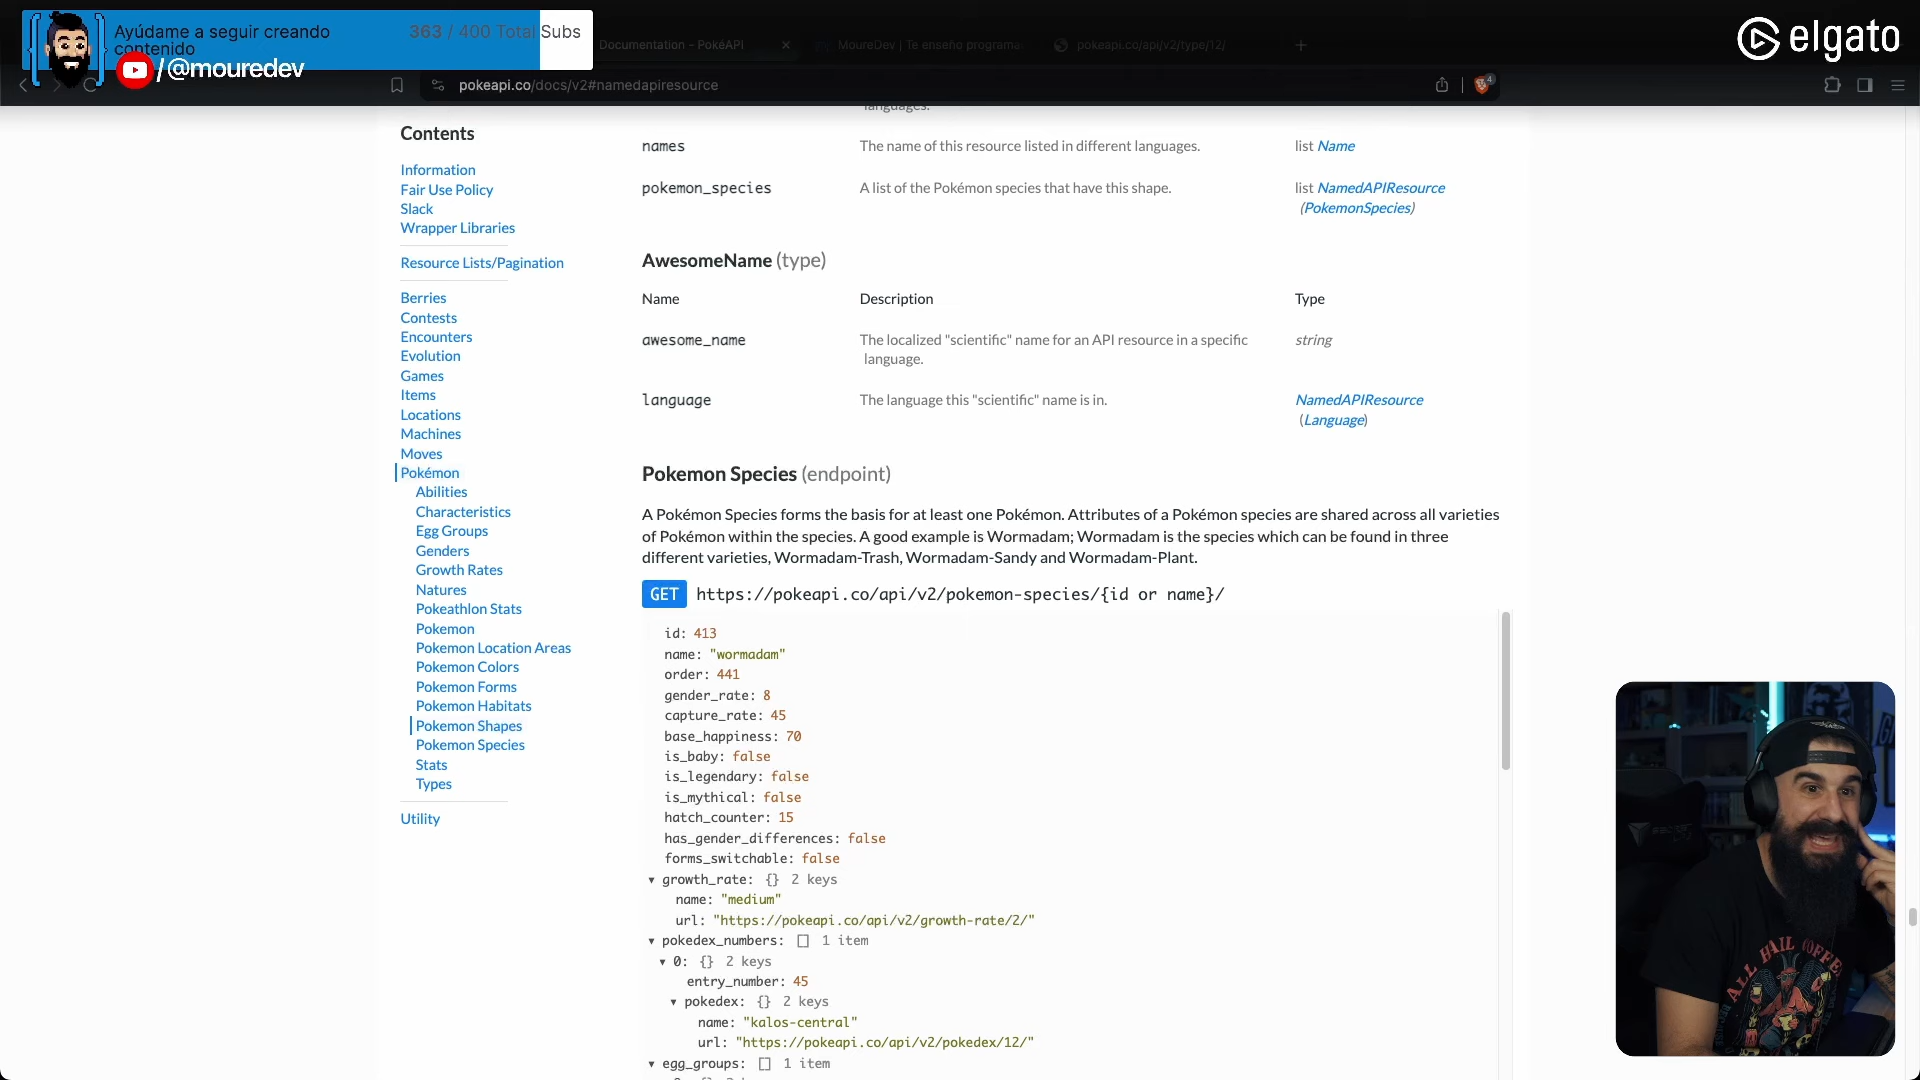 Ayúdame a seguir creando
contenido
363 / 400 Total Subs
/@mouredev
Documentation - PokéAPI
MoureDev | Te enseño programa
pokeapi.co/api/v2/type/12/
elgato
pokeapi.co/docs/v2#namedapiresource
4
languages.
Contents
Information
Fair Use Policy
Slack
Wrapper Libraries
Resource Lists/Pagination
Berries
Contests
Encounters
Evolution
Games
Items
Locations
Machines
Moves
Pokémon
Abilities
Characteristics
Egg Groups
Genders
Growth Rates
Natures
Pokeathlon Stats
Pokemon
Pokemon Location Areas
Pokemon Colors
Pokemon Forms
Pokemon Habitats
Pokemon Shapes
Pokemon Species
Stats
Types
Utility
names The name of this resource listed in different languages. list Name
pokemon_species A list of the Pokémon species that have this shape. list NamedAPIResource
(PokemonSpecies)
AwesomeName (type)
Name Description Type
awesome_name The localized "scientific" name for an API resource in a specific string
language.
language The language this "scientific" name is in. NamedAPIResource
(Language)
Pokemon Species (endpoint)
A Pokémon Species forms the basis for at least one Pokémon. Attributes of a Pokémon species are shared across all varieties
of Pokémon within the species. A good example is Wormadam; Wormadam is the species which can be found in three
different varieties, Wormadam-Trash, Wormadam-Sandy and Wormadam-Plant.
GET https://pokeapi.co/api/v2/pokemon-species/{id or name}/
id: 413
name: "wormadam"
order: 441
gender_rate: 8
capture_rate: 45
base_happiness: 70
is_baby: false
is_legendary: false
is_mythical: false
hatch_counter: 15
has_gender_differences: false
forms_switchable: false
growth_rate: {} 2 keys
name: "medium"
url: "https://pokeapi.co/api/v2/growth-rate/2/"
pokedex_numbers: [] 1 item
0: {} 2 keys
entry_number: 45
pokedex: {} 2 keys
name: "kalos-central"
url: "https://pokeapi.co/api/v2/pokedex/12/"
egg_groups: [] 1 item
ALL HAIL COFFEE